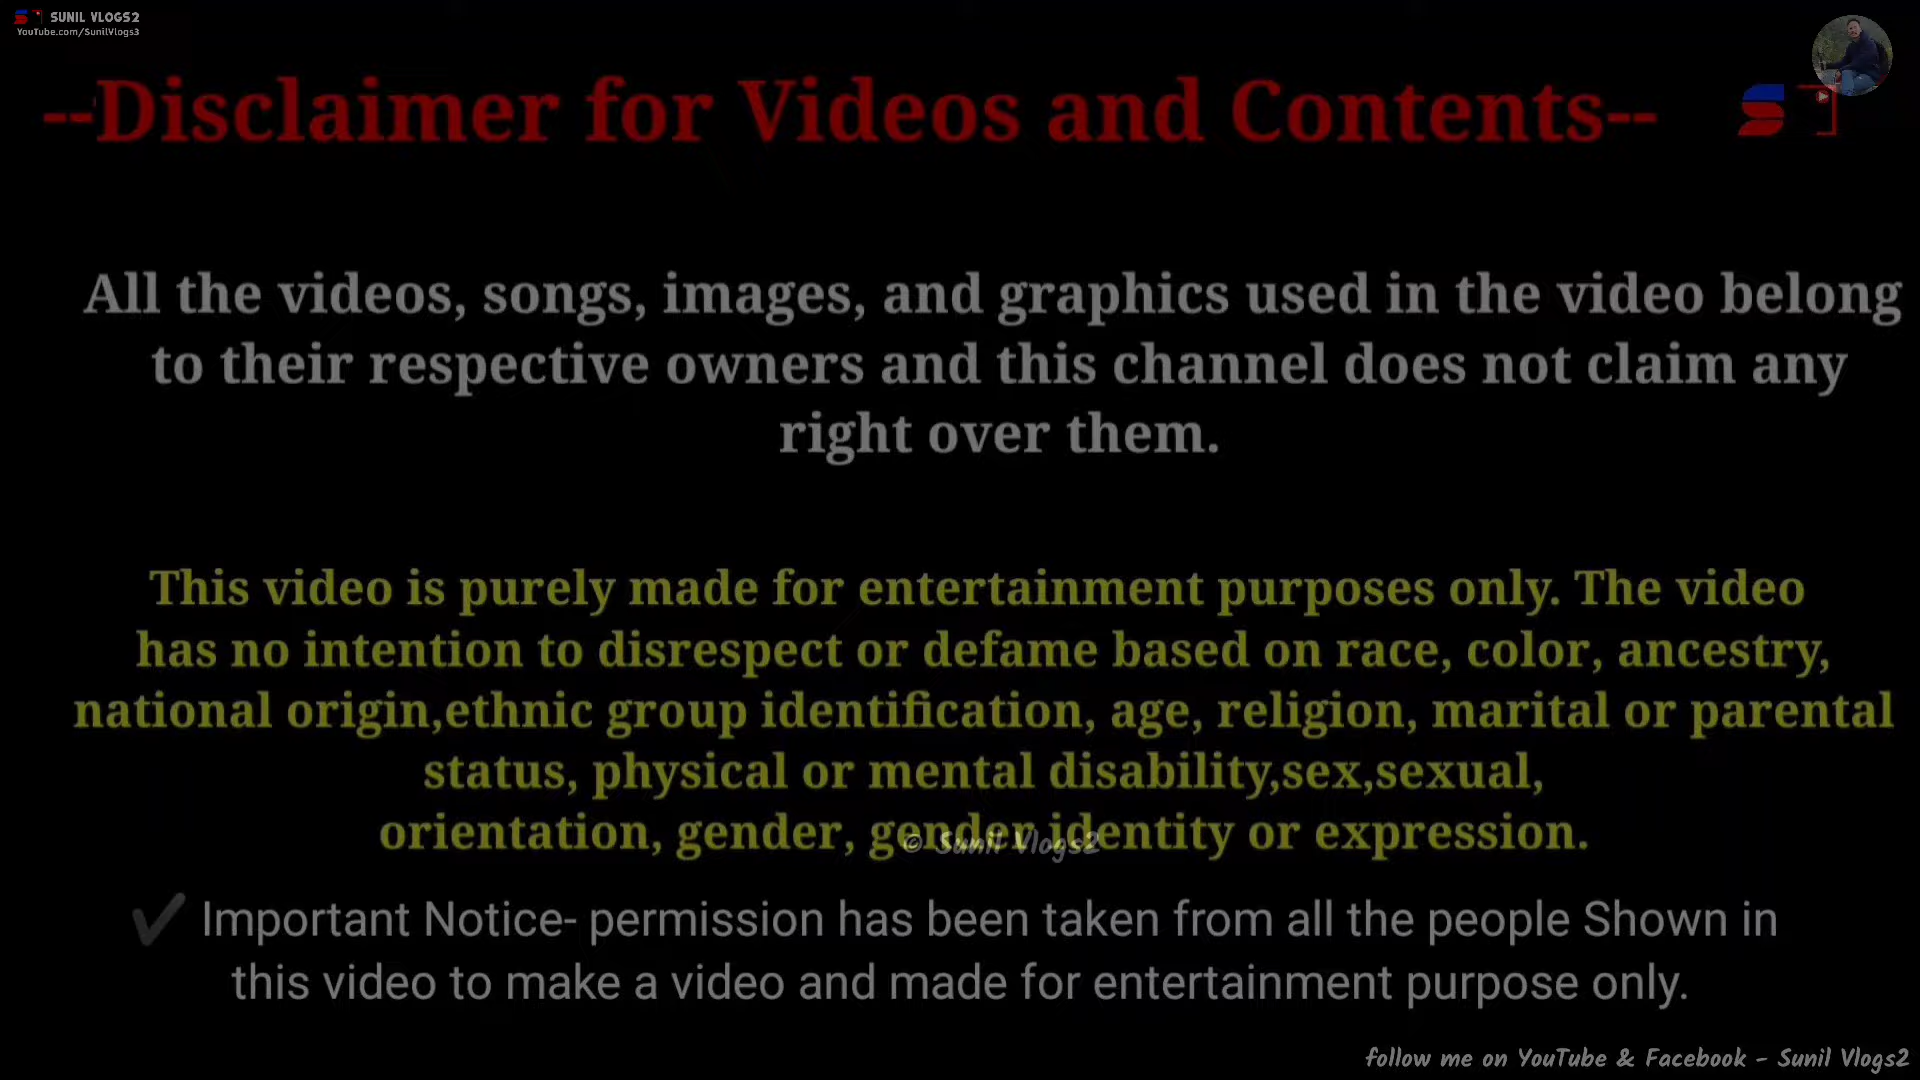 SUNIL VLOGS2
YouTube.com/SunilVlogs3
--Disclaimer for Videos and Contents--
All the videos, songs, images, and graphics used in the video belong
to their respective owners and this channel does not claim any
right over them.
This video is purely made for entertainment purposes only. The video
has no intention to disrespect or defame based on race, color, ancestry,
national origin,ethnic group identification, age, religion, marital or parental
status, physical or mental disability,sex,sexual,
orientation, gender, gender identity or expression.
© Sunil Vlogs2
✔ Important Notice- permission has been taken from all the people Shown in
this video to make a video and made for entertainment purpose only.
follow me on YouTube & Facebook - Sunil Vlogs2